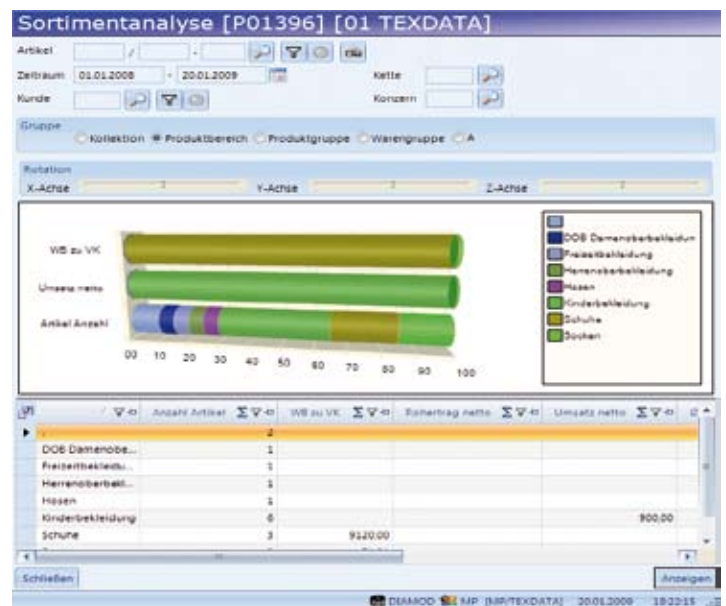 Sortimentanalyse [P01396] [01 TEXDATA]
Artikel / -
Zeitraum 01.01.2008 - 20.01.2009 Kette
Kunde Konzern
Gruppe
Kollektion Produktbereich Produktgruppe Warengruppe A
Rotation
X-Achse Y-Achse Z-Achse
WB zu VK
Umsatz netto
Artikel Anzahl
00 10 20 30 40 50 60 70 80 90 100
DOB Damenoberbekleidun
Freizeitbekleidung
Herrenoberbekleidung
Hosen
Kinderbekleidung
Schuhe
Socken
Anzahl Artikel WB zu VK Rohertrag netto Umsatz netto
. 2
DOB Damenobe... 1
Freizeitbekleidu... 1
Herrenoberbekl... 1
Hosen 1
Kinderbekleidung 6 900,00
Schuhe 3 9120,00
Schließen Anzeigen
DIAMOD MP [MP/TEXDATA] 20.01.2009 18:22:15